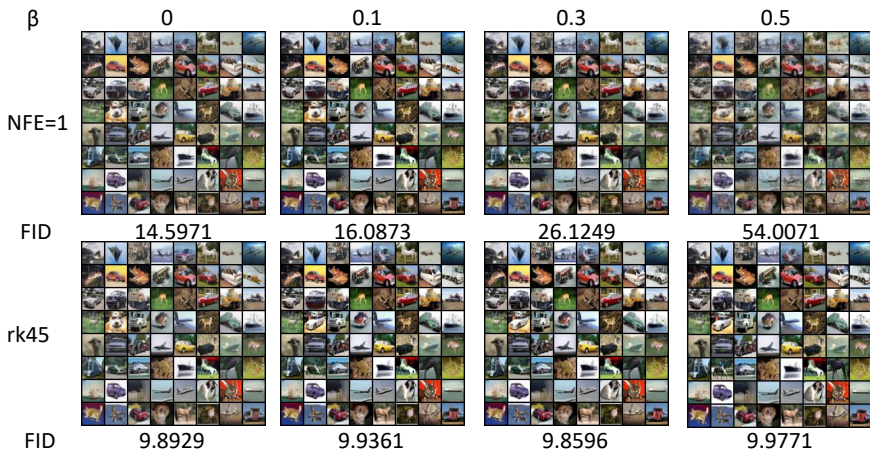 β 0 0.1 0.3 0.5
NFE=1
FID 14.5971 16.0873 26.1249 54.0071
rk45
FID 9.8929 9.9361 9.8596 9.9771